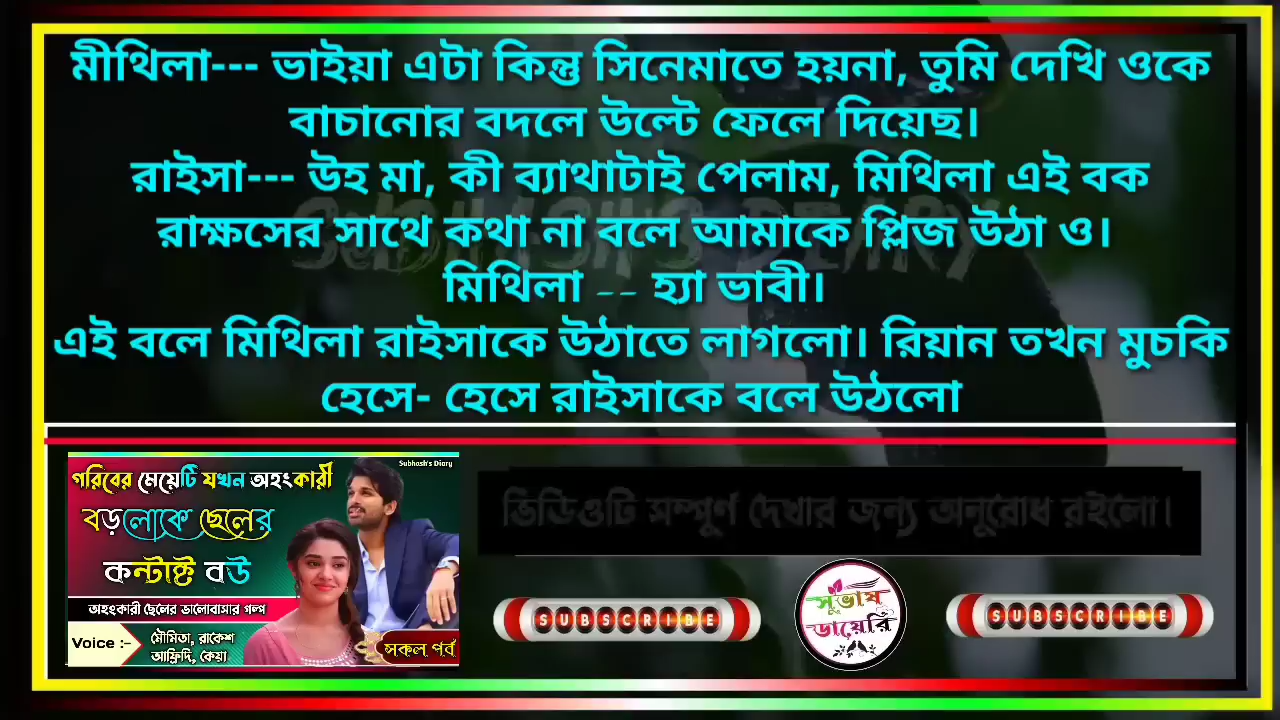 মীথিলা--- ভাইয়া এটা কিন্তু সিনেমাতে হয়না, তুমি দেখি ওকে
বাচানোর বদলে উল্টে ফেলে দিয়েছ।
রাইসা--- উহ মা, কী ব্যাথাটাই পেলাম, মিথিলা এই বক
রাক্ষসের সাথে কথা না বলে আমাকে প্লিজ উঠা ও।
মিথিলা -- হ্যা ভাবী।
এই বলে মিথিলা রাইসাকে উঠাতে লাগলো। রিয়ান তখন মুচকি
হেসে- হেসে রাইসাকে বলে উঠলো
SUBHASH'S DIARY
Subhash's Diary
গরিবের মেয়েটি যখন অহংকারী
বড়লোকে ছেলের
কন্টাক্ট বউ
অহংকারী ছেলের ভালোবাসার গল্প
Voice :- মৌমিতা, রাকেশ
আফ্রিদি, কেয়া
সকল পর্ব
ভিডিওটি সম্পূর্ণ দেখার জন্য অনুরোধ রইলো।
SUBSCRIBE
সুভাষ
ডায়েরি
SUBSCRIBE